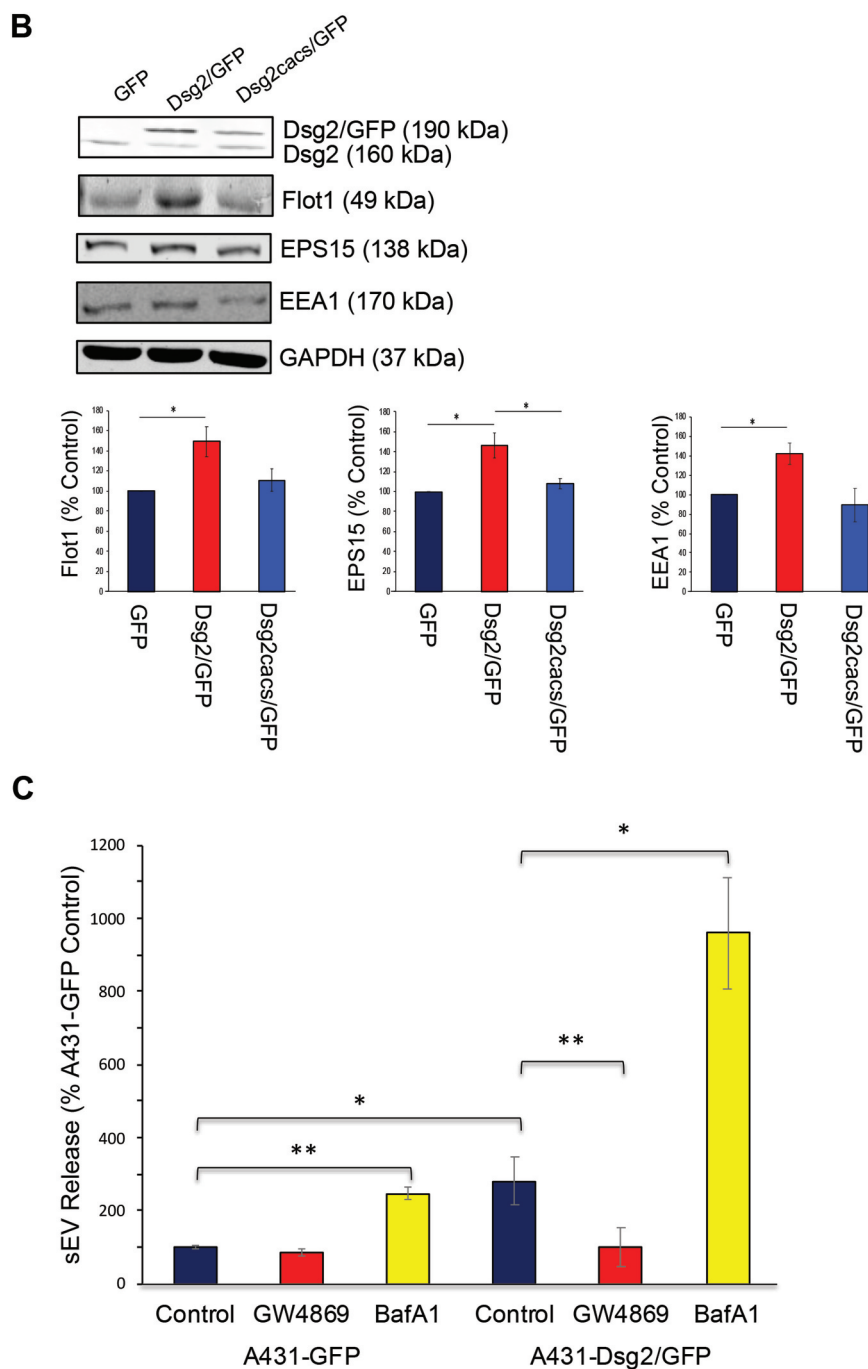 B
GFP
Dsg2/GFP
Dsg2cacs/GFP
Dsg2/GFP (190 kDa)
Dsg2 (160 kDa)
Flot1 (49 kDa)
EPS15 (138 kDa)
EEA1 (170 kDa)
GAPDH (37 kDa)
Flot1 (% Control)
180
160
140
120
100
80
60
40
20
0
*
GFP
Dsg2/GFP
Dsg2cacs/GFP
EPS15 (% Control)
180
160
140
120
100
80
60
40
20
0
* *
GFP
Dsg2/GFP
Dsg2cacs/GFP
EEA1 (% Control)
180
160
140
120
100
80
60
40
20
0
*
GFP
Dsg2/GFP
Dsg2cacs/GFP
C
sEV Release (% A431-GFP Control)
1200
1000
800
600
400
200
0
*
**
*
**
Control GW4869 BafA1 Control GW4869 BafA1
A431-GFP A431-Dsg2/GFP